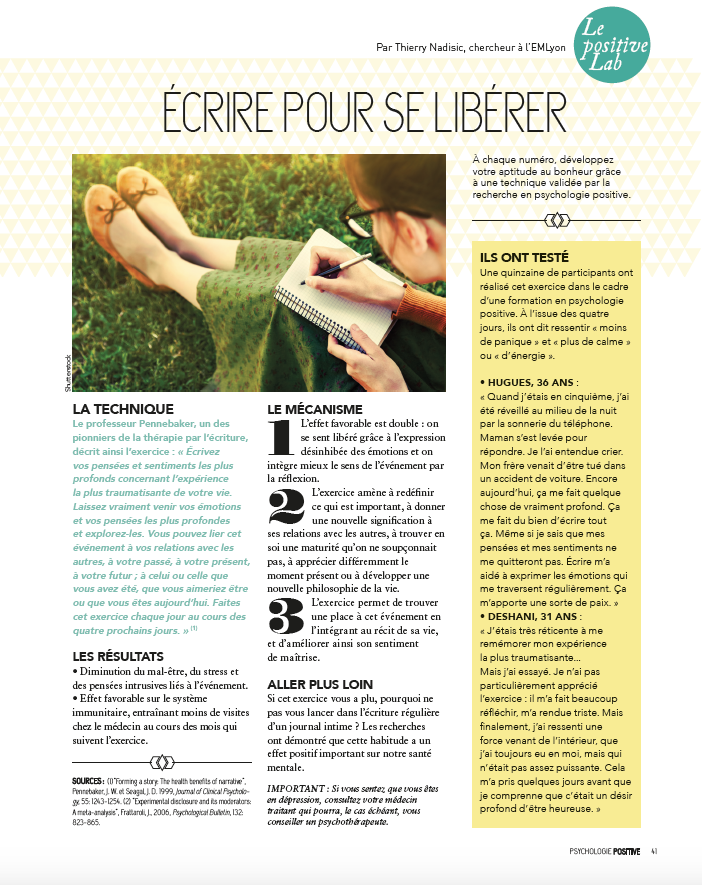 Par Thierry Nadisic, chercheur à l'EMLyon
Le
positive
Lab
ÉCRIRE POUR SE LIBÉRER
À chaque numéro, développez
votre aptitude au bonheur grâce
à une technique validée par la
recherche en psychologie positive.
Shutterstock
LA TECHNIQUE
Le professeur Pennebaker, un des
pionniers de la thérapie par l'écriture,
décrit ainsi l'exercice : « Écrivez
vos pensées et sentiments les plus
profonds concernant l'expérience
la plus traumatisante de votre vie.
Laissez vraiment venir vos émotions
et vos pensées les plus profondes
et explorez-les. Vous pouvez lier cet
événement à vos relations avec les
autres, à votre passé, à votre présent,
à votre futur ; à celui ou celle que
vous avez été, que vous aimeriez être
ou que vous êtes aujourd'hui. Faites
cet exercice chaque jour au cours des
quatre prochains jours. » (1)
LES RÉSULTATS
• Diminution du mal-être, du stress et
des pensées intrusives liés à l'événement.
• Effet favorable sur le système
immunitaire, entraînant moins de visites
chez le médecin au cours des mois qui
suivent l'exercice.
SOURCES : (1) "Forming a story: The health benefits of narrative",
Pennebaker, J. W. et Seagal, J. D. 1999, Journal of Clinical Psycholo-
gy, 55: 1243-1254. (2) "Experimental disclosure and its moderators:
A meta-analysis", Frattaroli, J., 2006, Psychological Bulletin, 132:
823-865.
LE MÉCANISME
1 L'effet favorable est double : on
se sent libéré grâce à l'expression
désinhibée des émotions et on
intègre mieux le sens de l'événement par
la réflexion.
2 L'exercice amène à redéfinir
ce qui est important, à donner
une nouvelle signification à
ses relations avec les autres, à trouver en
soi une maturité qu'on ne soupçonnait
pas, à apprécier différemment le
moment présent ou à développer une
nouvelle philosophie de la vie.
3 L'exercice permet de trouver
une place à cet événement en
l'intégrant au récit de sa vie,
et d'améliorer ainsi son sentiment
de maîtrise.
ALLER PLUS LOIN
Si cet exercice vous a plu, pourquoi ne
pas vous lancer dans l'écriture régulière
d'un journal intime ? Les recherches
ont démontré que cette habitude a un
effet positif important sur notre santé
mentale.
IMPORTANT : Si vous sentez que vous êtes
en dépression, consultez votre médecin
traitant qui pourra, le cas échéant, vous
conseiller un psychothérapeute.
ILS ONT TESTÉ
Une quinzaine de participants ont
réalisé cet exercice dans le cadre
d'une formation en psychologie
positive. À l'issue des quatre
jours, ils ont dit ressentir « moins
de panique » et « plus de calme »
ou « d'énergie ».
• HUGUES, 36 ANS :
« Quand j'étais en cinquième, j'ai
été réveillé au milieu de la nuit
par la sonnerie du téléphone.
Maman s'est levée pour
répondre. Je l'ai entendue crier.
Mon frère venait d'être tué dans
un accident de voiture. Encore
aujourd'hui, ça me fait quelque
chose de vraiment profond. Ça
me fait du bien d'écrire tout
ça. Même si je sais que mes
pensées et mes sentiments ne
me quitteront pas. Écrire m'a
aidé à exprimer les émotions qui
me traversent régulièrement. Ça
m'apporte une sorte de paix. »
• DESHANI, 31 ANS :
« J'étais très réticente à me
remémorer mon expérience
la plus traumatisante...
Mais j'ai essayé. Je n'ai pas
particulièrement apprécié
l'exercice : il m'a fait beaucoup
réfléchir, m'a rendue triste. Mais
finalement, j'ai ressenti une
force venant de l'intérieur, que
j'ai toujours eu en moi, mais qui
n'était pas assez puissante. Cela
m'a pris quelques jours avant que
je comprenne que c'était un désir
profond d'être heureuse. »
PSYCHOLOGIE POSITIVE 41